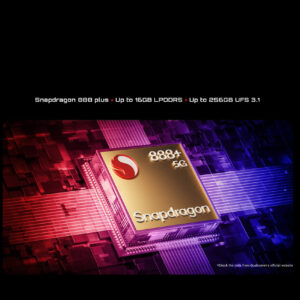 Snapdragon 888 plus • Up to 16GB LPDDR5 • Up to 256GB UFS 3.1
888+
5G
Snapdragon